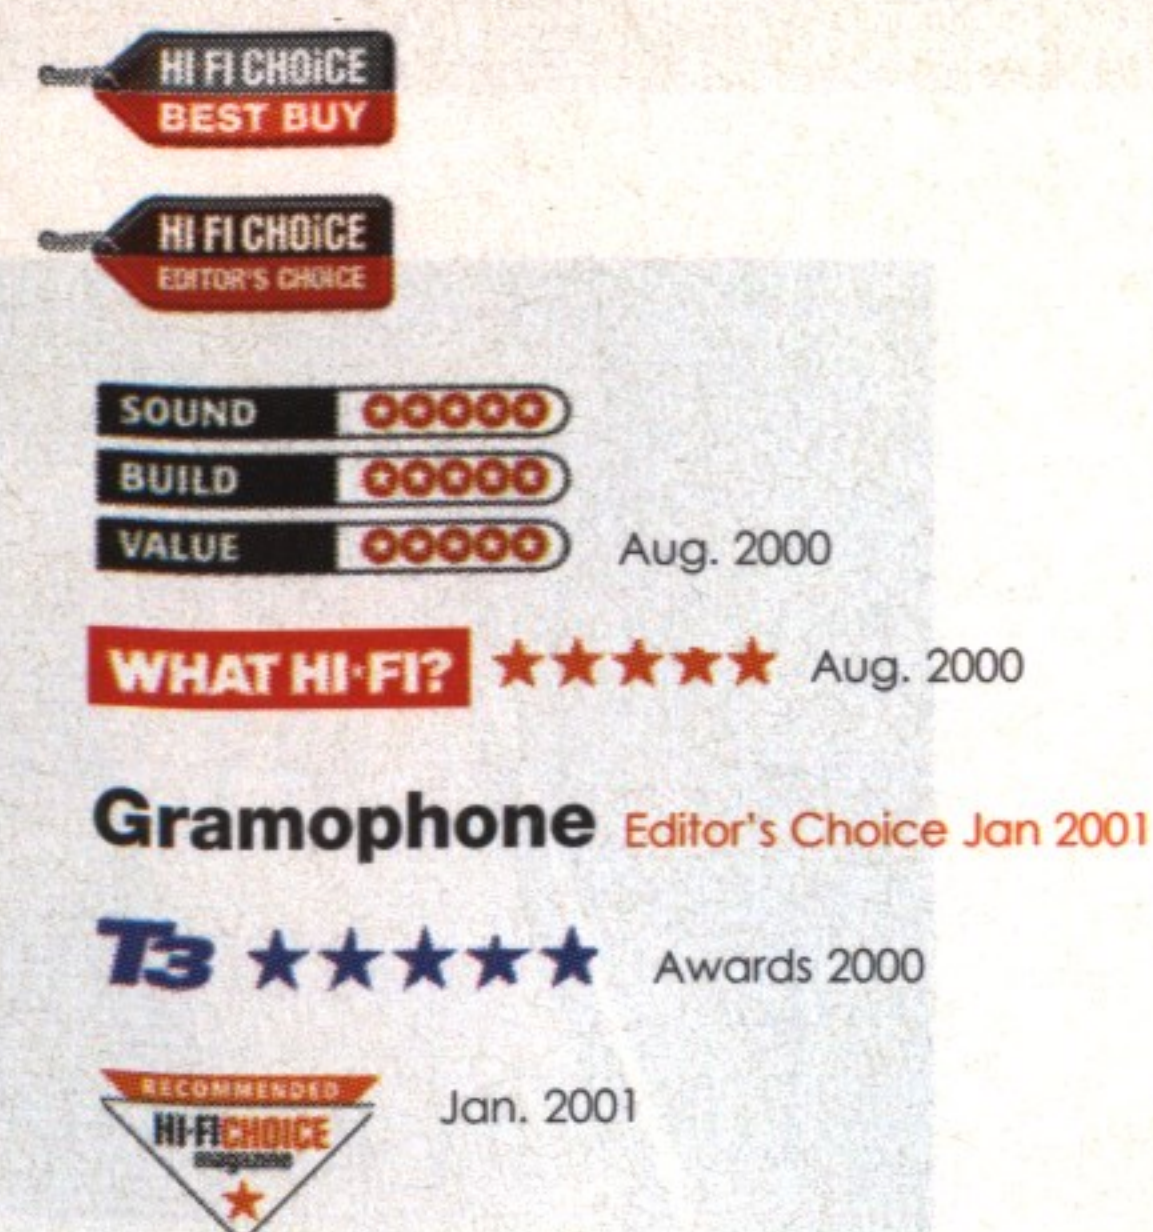 HI FI CHOiCE
BEST BUY
HI FI CHOiCE
EDITOR'S CHOICE
SOUND
BUILD
VALUE Aug. 2000
WHAT HI·FI? Aug. 2000
Gramophone Editor's Choice Jan 2001
T3 Awards 2000
RECOMMENDED
HI-FI CHOICE Jan. 2001
magazine